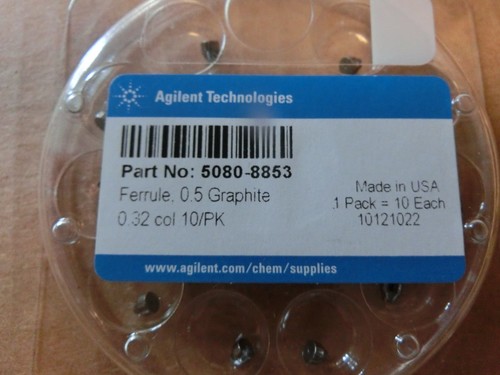 Agilent Technologies
Part No: 5080-8853
Ferrule, 0.5 Graphite
0.32 col 10/PK
Made in USA
1 Pack = 10 Each
10121022
www.agilent.com/chem/supplies